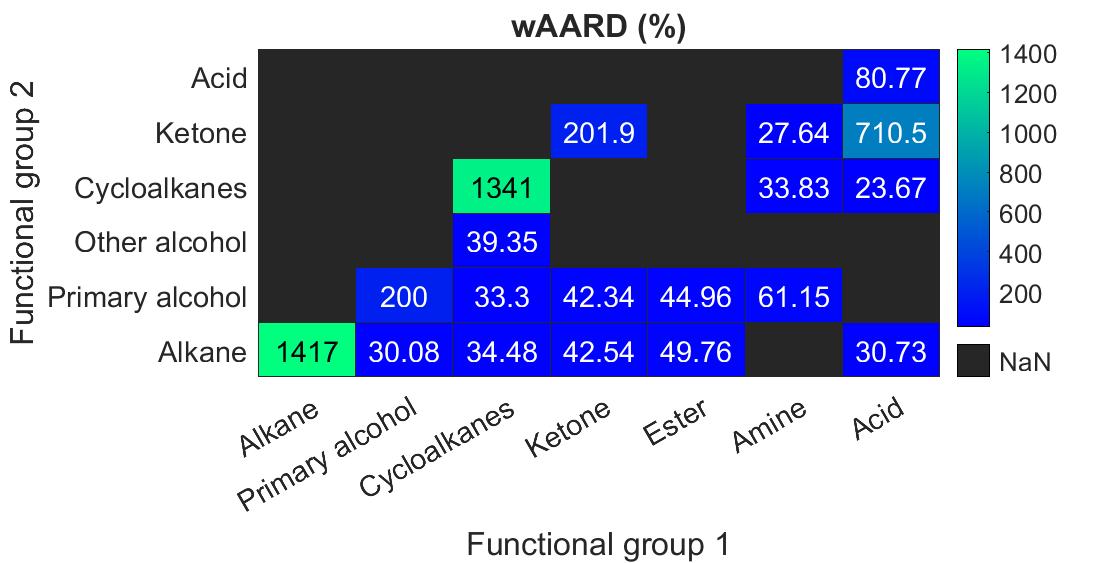 wAARD (%)
Functional group 2
Acid 80.77
Ketone 201.9 27.64 710.5
Cycloalkanes 1341 33.83 23.67
Other alcohol 39.35
Primary alcohol 200 33.3 42.34 44.96 61.15
Alkane 1417 30.08 34.48 42.54 49.76 30.73
Alkane
Primary alcohol
Cycloalkanes
Ketone
Ester
Amine
Acid
Functional group 1
1400
1200
1000
800
600
400
200
NaN